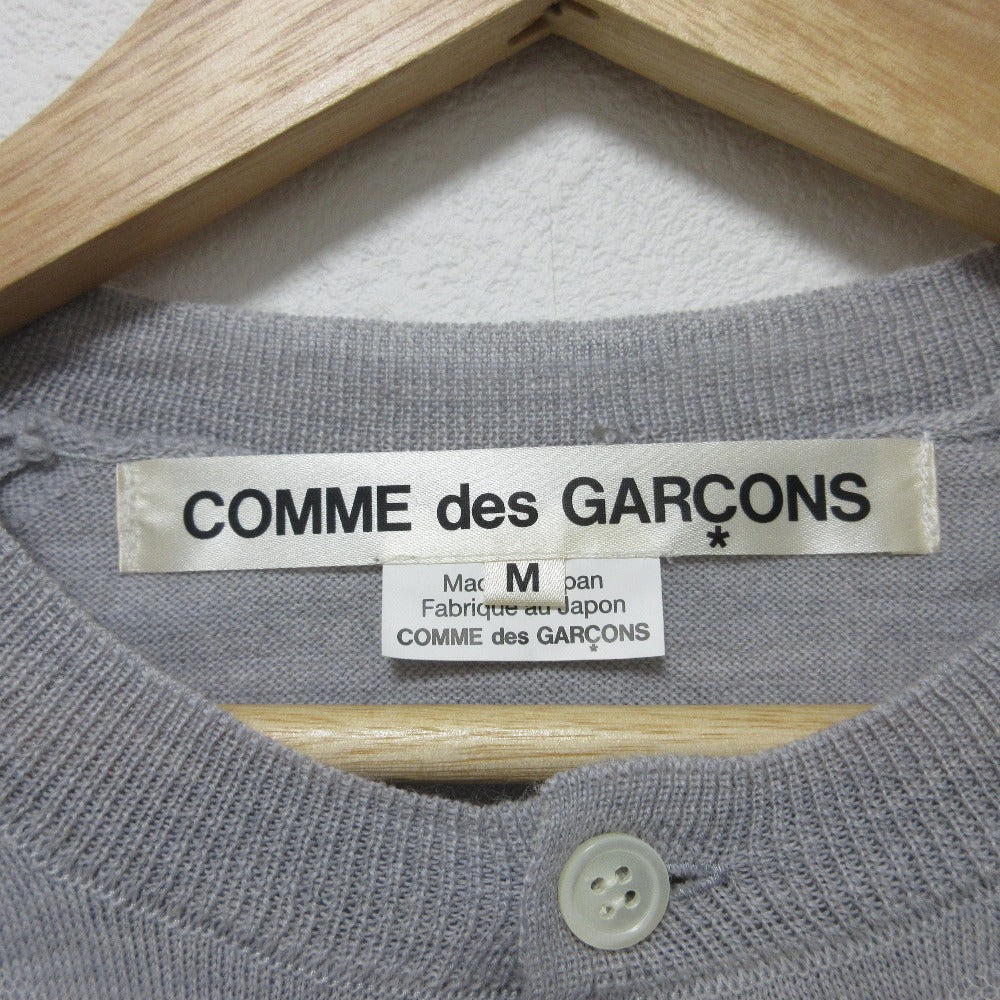 COMME des GARÇONS
M
Fabrique au Japon
COMME des GARÇONS